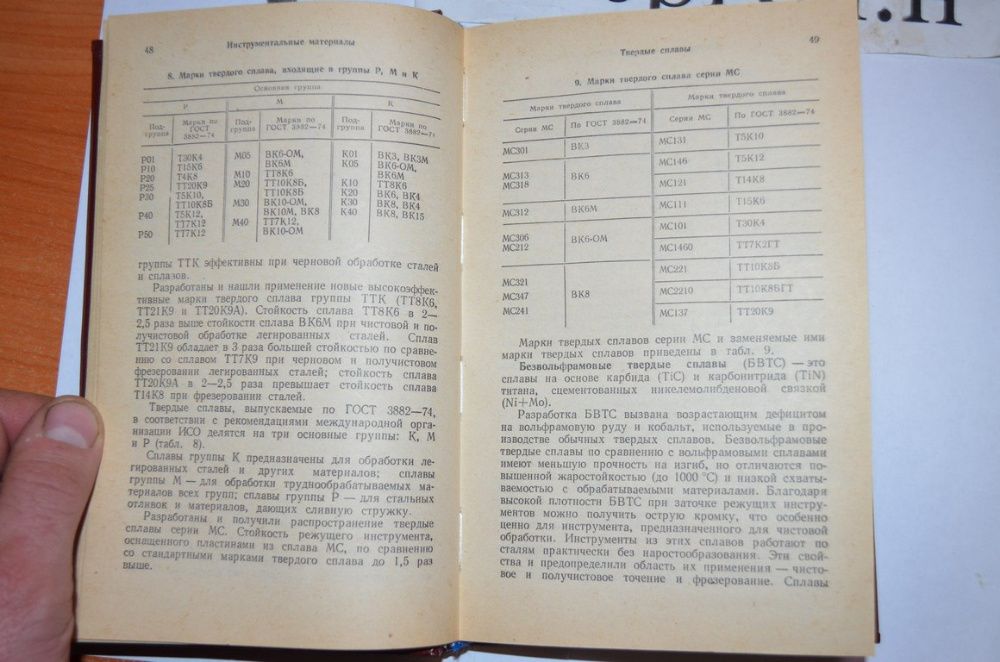 48
Инструментальные материалы
8. Марки твердого сплава, входящие в группы Р, М и К
Основная группа
Р М К
Под-
группа
Марки по
ГОСТ
3882—74
Под-
группа
Марки по
ГОСТ 3882—74
Под-
группа
Марки по
ГОСТ 3882—74
Р01 Т30К4 М05 ВК6-ОМ, К01 ВК3, ВК3М
Р10 Т15К6 ВК6М К05 ВК6-ОМ,
Р20 Т4К8 М10 ТТ8К6 ВК6М
Р25 ТТ20К9 М20 ТТ10К8Б, К10 ТТ8К6
Р30 Т5К10, ТТ10К8Б К20 ВК6, ВК4
ТТ10К8Б М30 ВК10-ОМ, К30 ВК8, ВК4
Р40 Т5К12, ВК10М, ВК8 К40 ВК8, ВК15
ТТ7К12 М40 ТТ7К12,
Р50 ТТ7К12 ВК10-ОМ
группы ТТК эффективны при черновой обработке сталей
и сплавов.
Разработаны и нашли применение новые высокоэффек-
тивные марки твердого сплава группы ТТК (ТТ8К6,
ТТ21К9 и ТТ20К9А). Стойкость сплава ТТ8К6 в 2—
2,5 раза выше стойкости сплава ВК6М при чистовой и по-
лучистовой обработке легированных сталей. Сплав
ТТ21К9 обладает в 3 раза большей стойкостью по сравне-
нию со сплавом ТТ7К9 при черновом и получистовом
фрезеровании легированных сталей; стойкость сплава
ТТ20К9А в 2—2,5 раза превышает стойкость сплава
Т14К8 при фрезеровании сталей.
Твердые сплавы, выпускаемые по ГОСТ 3882—74,
в соответствии с рекомендациями международной орга-
низации ИСО делятся на три основные группы: К, М
и Р (табл. 8).
Сплавы группы К предназначены для обработки ле-
гированных сталей и других материалов; сплавы
группы М — для обработки труднообрабатываемых ма-
териалов всех групп; сплавы группы Р — для стальных
отливок и материалов, дающих сливную стружку.
Разработаны и получили распространение твердые
сплавы серии МС. Стойкость режущего инструмента,
оснащенного пластинами из сплава МС, по сравнению
со стандартными марками твердого сплава до 1,5 раз
выше.
Твердые сплавы
49
9. Марки твердого сплава серии МС
Марки твердого сплава Марки твердого сплава
Серии МС По ГОСТ 3882—74 Серии МС По ГОСТ 3882—74
МС301 ВК3 МС131 Т5К10
МС313 ВК6 МС146 Т5К12
МС318 МС121 Т14К8
МС312 ВК6М МС111 Т15К6
МС306 ВК6-ОМ МС101 Т30К4
МС212 МС1460 ТТ7К2ГТ
МС321 МС221 ТТ10К8Б
МС347 ВК8 МС2210 ТТ10К8БГТ
МС241 МС137 ТТ20К9
Марки твердых сплавов серии МС и заменяемые ими
марки твердых сплавов приведены в табл. 9.
Безвольфрамовые твердые сплавы (БВТС) — это
сплавы на основе карбида (TiC) и карбонитрида (TiN)
титана, сцементованных никелемолибденовой связкой
(Ni+Mo).
Разработка БВТС вызвана возрастающим дефицитом
на вольфрамовую руду и кобальт, используемые в про-
изводстве обычных твердых сплавов. Безвольфрамовые
твердые сплавы по сравнению с вольфрамовыми сплавами
имеют меньшую прочность на изгиб, но отличаются по-
вышенной жаростойкостью (до 1000 °С) и низкой схваты-
ваемостью с обрабатываемыми материалами. Благодаря
высокой плотности БВТС при заточке режущих инстру-
ментов можно получить острую кромку, что особенно
ценно для инструмента, предназначенного для чистовой
обработки. Инструменты из этих сплавов работают по
сталям практически без наростообразования. Эти свой-
ства и предопределили область их применения — чисто-
вое и получистовое точение и фрезерование. Сплавы